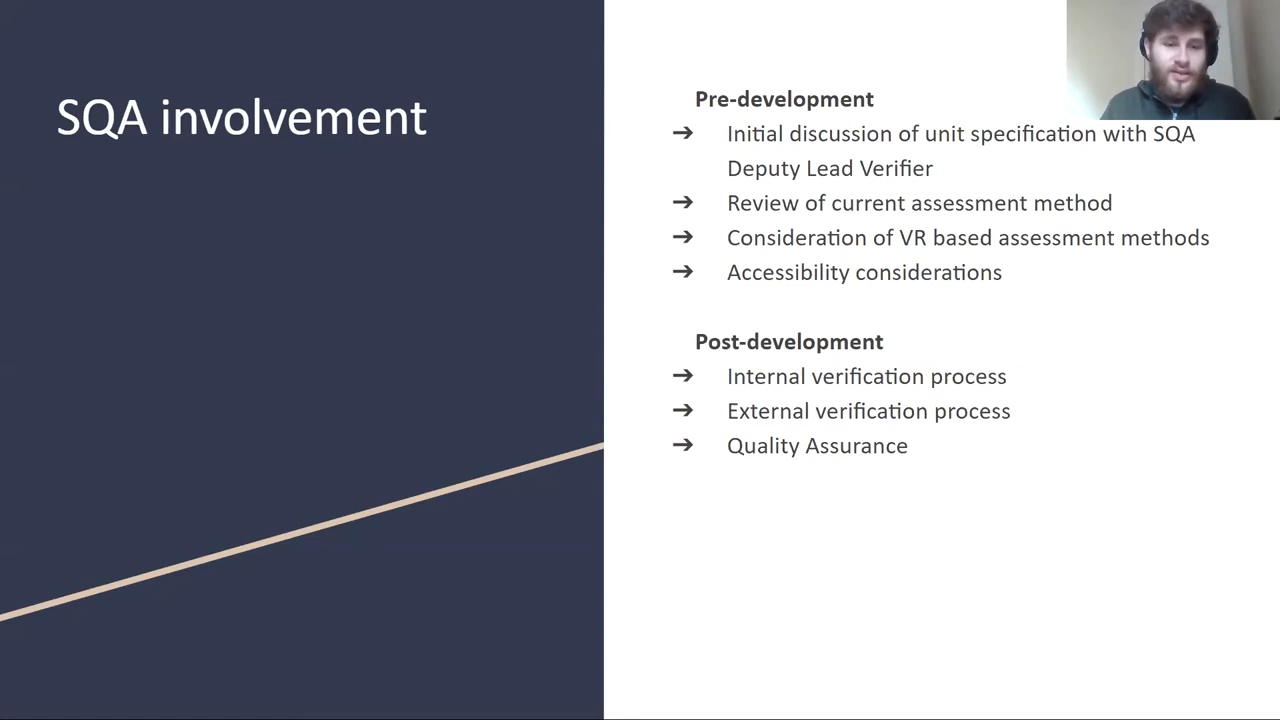 SQA involvement
Pre-development
➔ Initial discussion of unit specification with SQA
Deputy Lead Verifier
➔ Review of current assessment method
➔ Consideration of VR based assessment methods
➔ Accessibility considerations
Post-development
➔ Internal verification process
➔ External verification process
➔ Quality Assurance